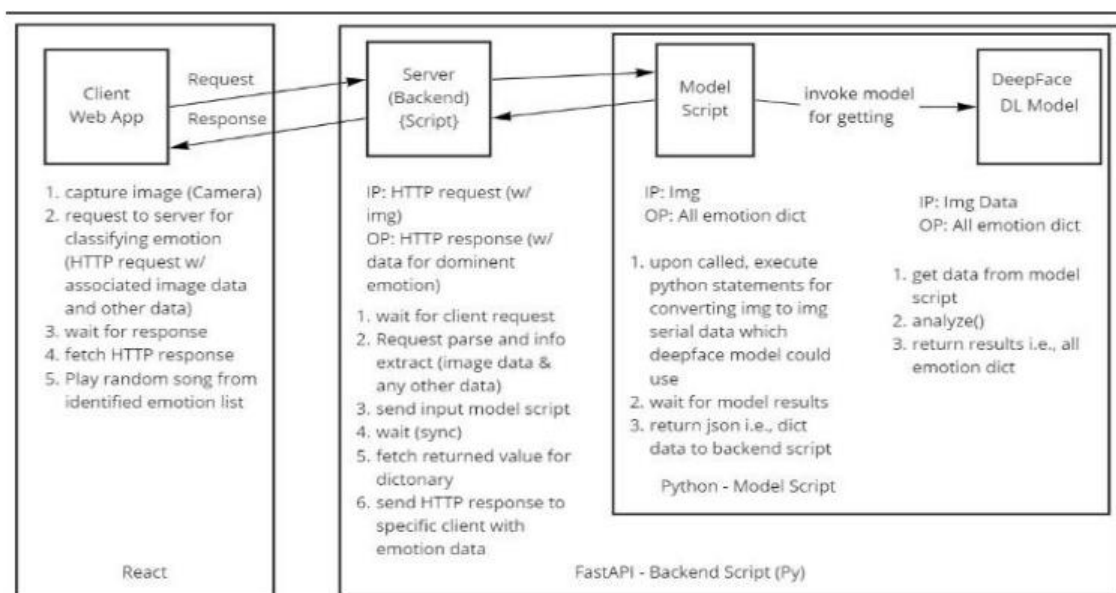 Client
Web App
Request
Response
Server
(Backend)
{Script}
Model
Script
invoke model
for getting
DeepFace
DL Model
1. capture image (Camera)
2. request to server for
classifying emotion
(HTTP request w/
associated image data
and other data)
3. wait for response
4. fetch HTTP response
5. Play random song from
identified emotion list
React
IP: HTTP request (w/
img)
OP: HTTP response (w/
data for dominent
emotion)
1. wait for client request
2. Request parse and info
extract (image data &
any other data)
3. send input model script
4. wait (sync)
5. fetch returned value for
dictonary
6. send HTTP response to
specific client with
emotion data
IP: Img
OP: All emotion dict
1. upon called, execute
python statements for
converting img to img
serial data which
deepface model could
use
2. wait for model results
3. return json i.e., dict
data to backend script
Python - Model Script
IP: Img Data
OP: All emotion dict
1. get data from model
script
2. analyze()
3. return results i.e., all
emotion dict
FastAPI - Backend Script (Py)